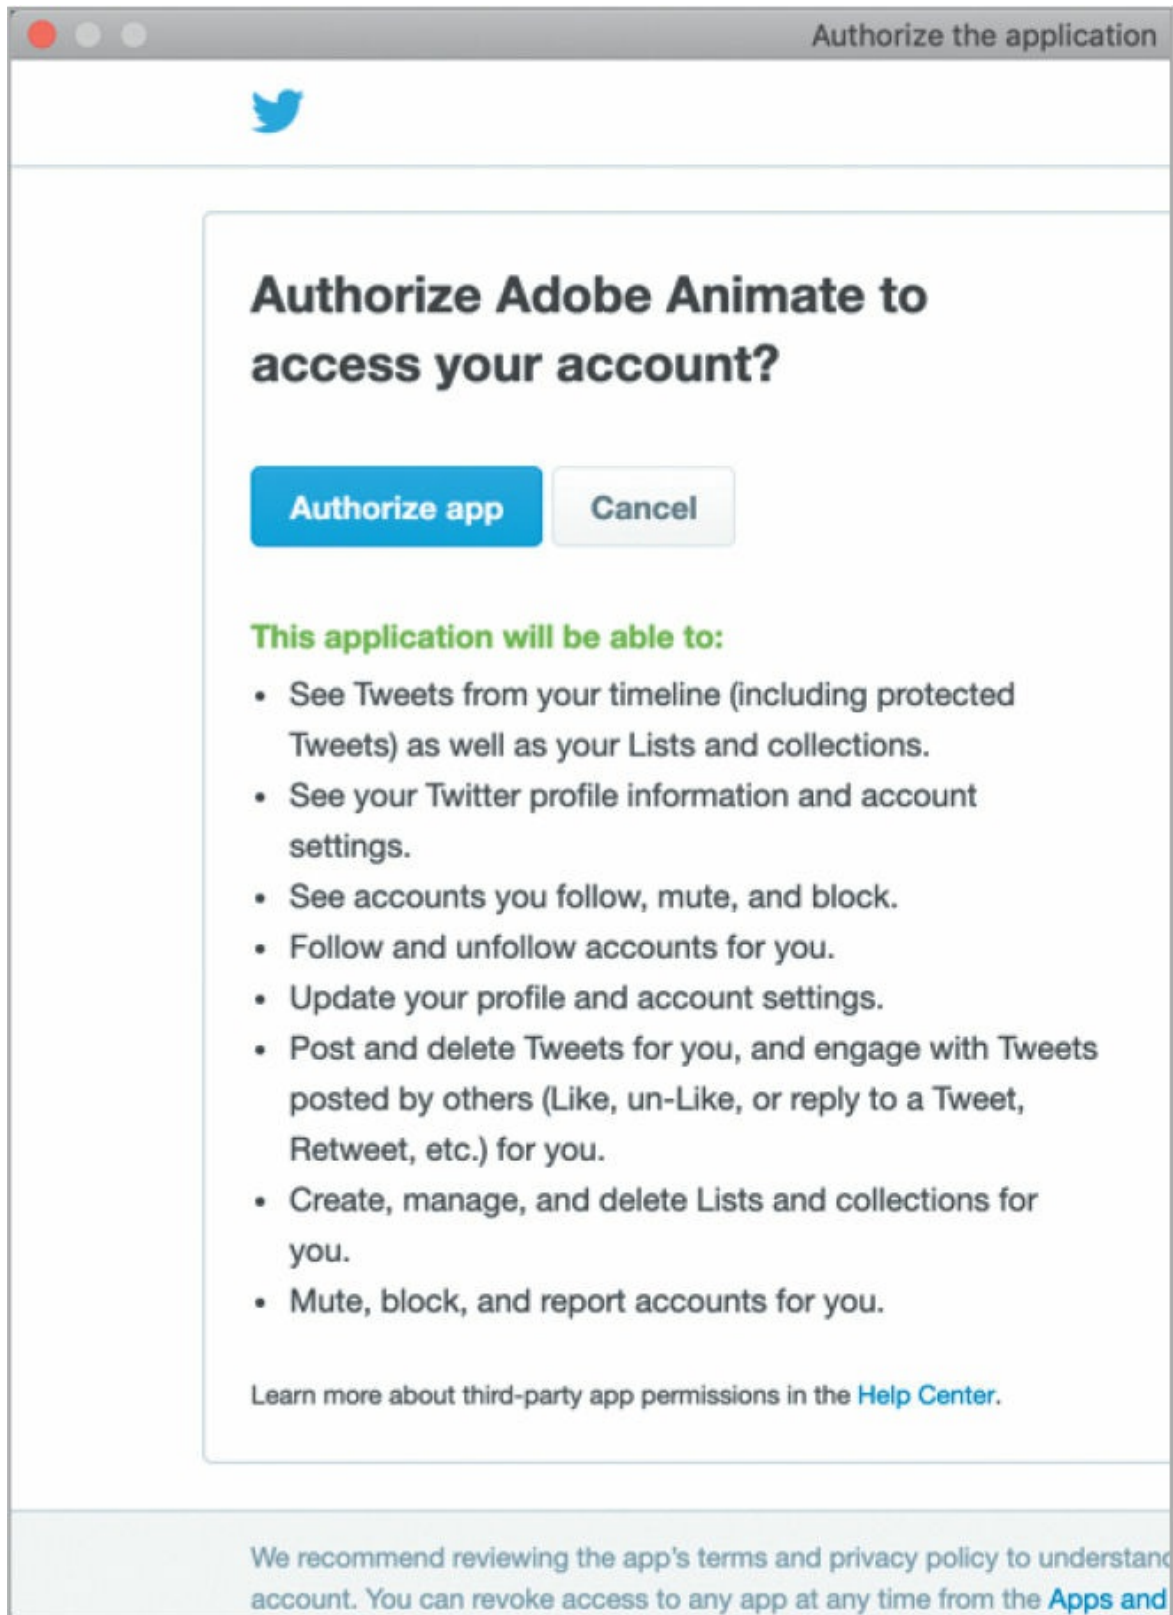 Authorize the application
Authorize Adobe Animate to
access your account?
Authorize app
Cancel
This application will be able to:
• See Tweets from your timeline (including protected
Tweets) as well as your Lists and collections.
• See your Twitter profile information and account
settings.
• See accounts you follow, mute, and block.
• Follow and unfollow accounts for you.
• Update your profile and account settings.
• Post and delete Tweets for you, and engage with Tweets
posted by others (Like, un-Like, or reply to a Tweet,
Retweet, etc.) for you.
• Create, manage, and delete Lists and collections for
you.
• Mute, block, and report accounts for you.
Learn more about third-party app permissions in the Help Center.
We recommend reviewing the app's terms and privacy policy to understand
account. You can revoke access to any app at any time from the Apps and